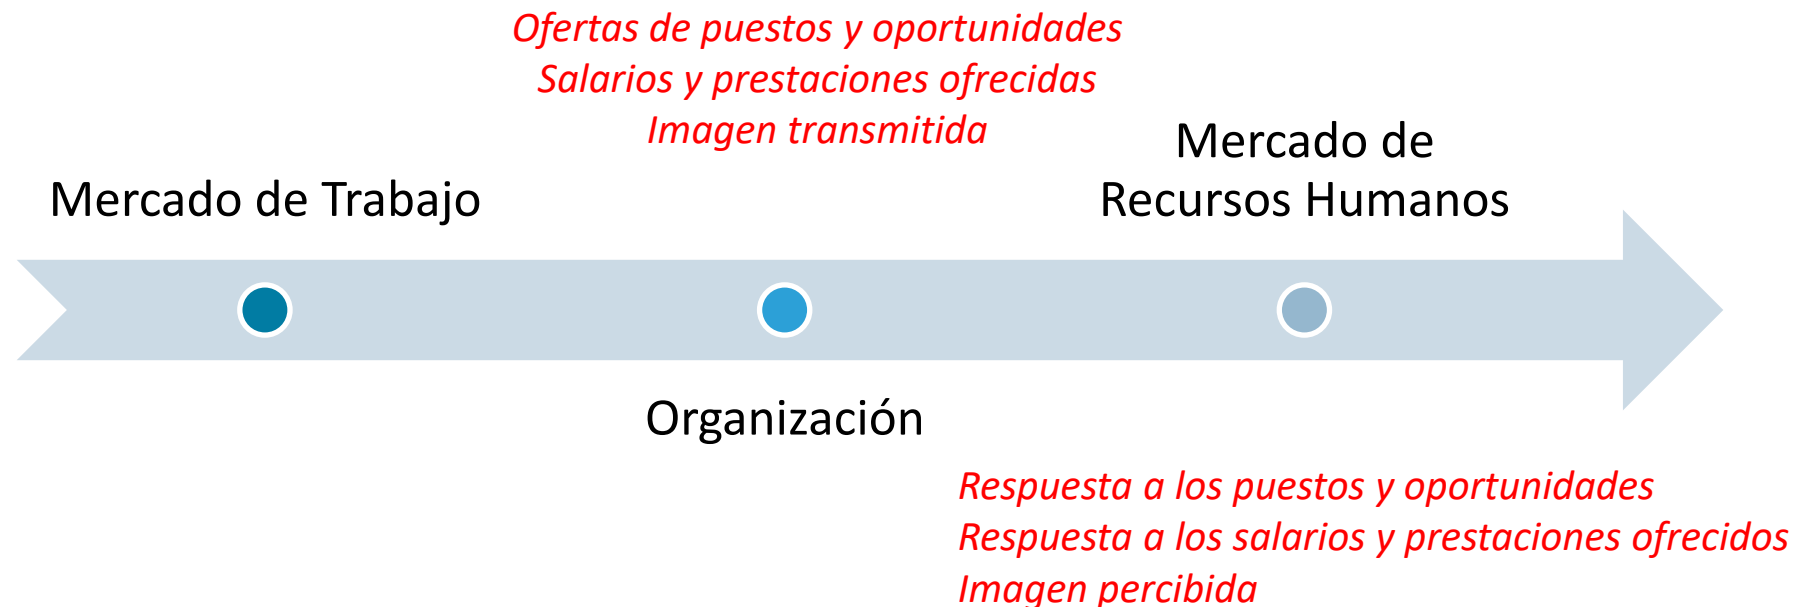 Ofertas de puestos y oportunidades
Salarios y prestaciones ofrecidas
Imagen transmitida
Mercado de Trabajo
Mercado de
Recursos Humanos
Organización
Respuesta a los puestos y oportunidades
Respuesta a los salarios y prestaciones ofrecidos
Imagen percibida